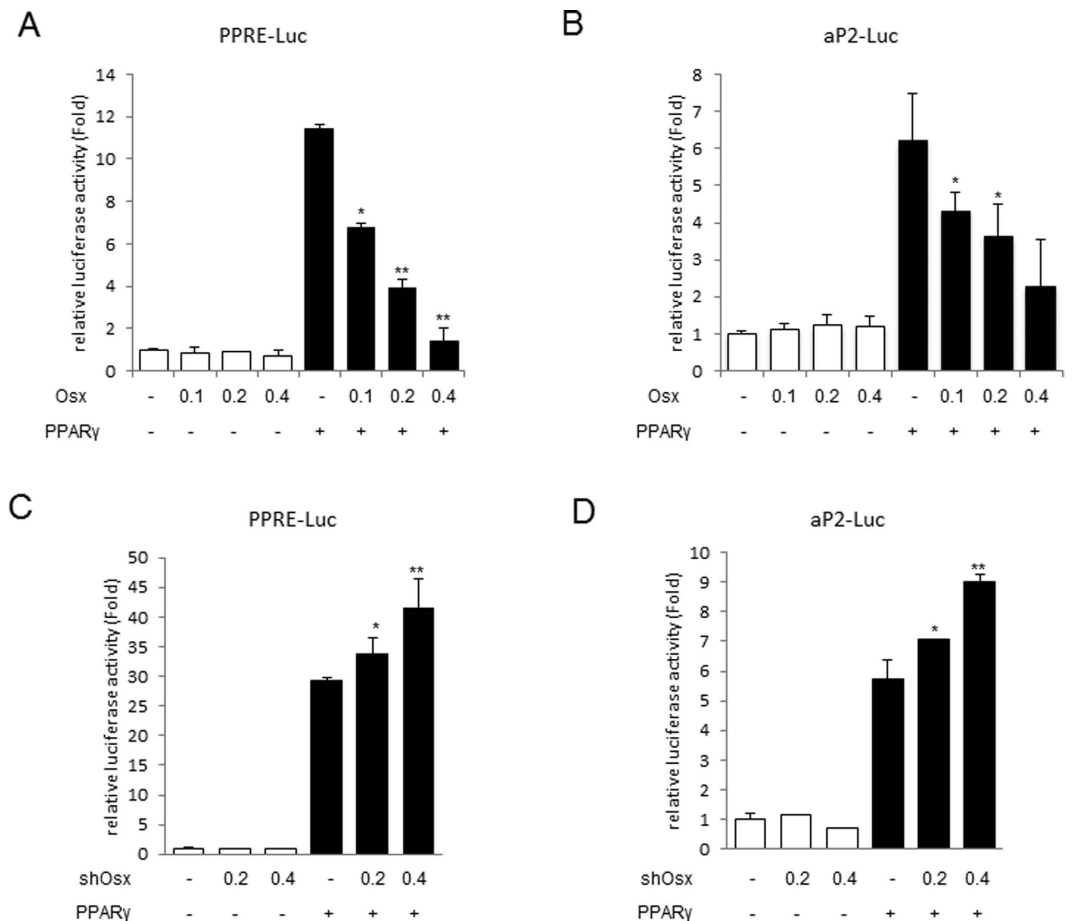 A
PPRE-Luc
relative luciferase activity (Fold)
14
12
10
8
6
4
2
0
*
**
**
Osx - 0.1 0.2 0.4 - 0.1 0.2 0.4
PPARγ - - - - + + + +
B
aP2-Luc
relative luciferase activity (Fold)
8
7
6
5
4
3
2
1
0
*
*
Osx - 0.1 0.2 0.4 - 0.1 0.2 0.4
PPARγ - - - - + + + +
C
PPRE-Luc
relative luciferase activity (Fold)
50
45
40
35
30
25
20
15
10
5
0
*
**
shOsx - 0.2 0.4 - 0.2 0.4
PPARγ - - - + + +
D
aP2-Luc
relative luciferase activity (Fold)
10
9
8
7
6
5
4
3
2
1
0
*
**
shOsx - 0.2 0.4 - 0.2 0.4
PPARγ - - - + + +